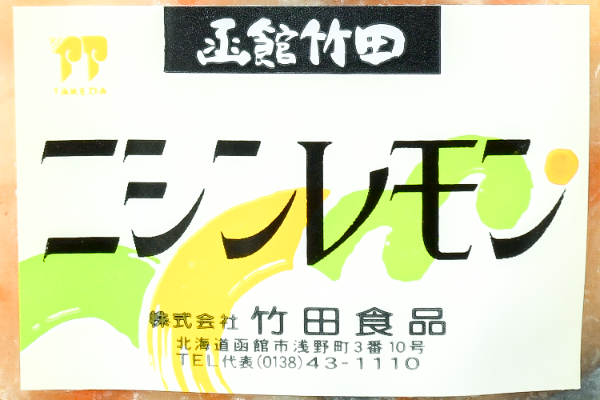 函館竹田
TAKEDA
ニシンレモン
株式会社 竹田食品
北海道函館市浅野町3番10号
TEL代表(0138)43-1110